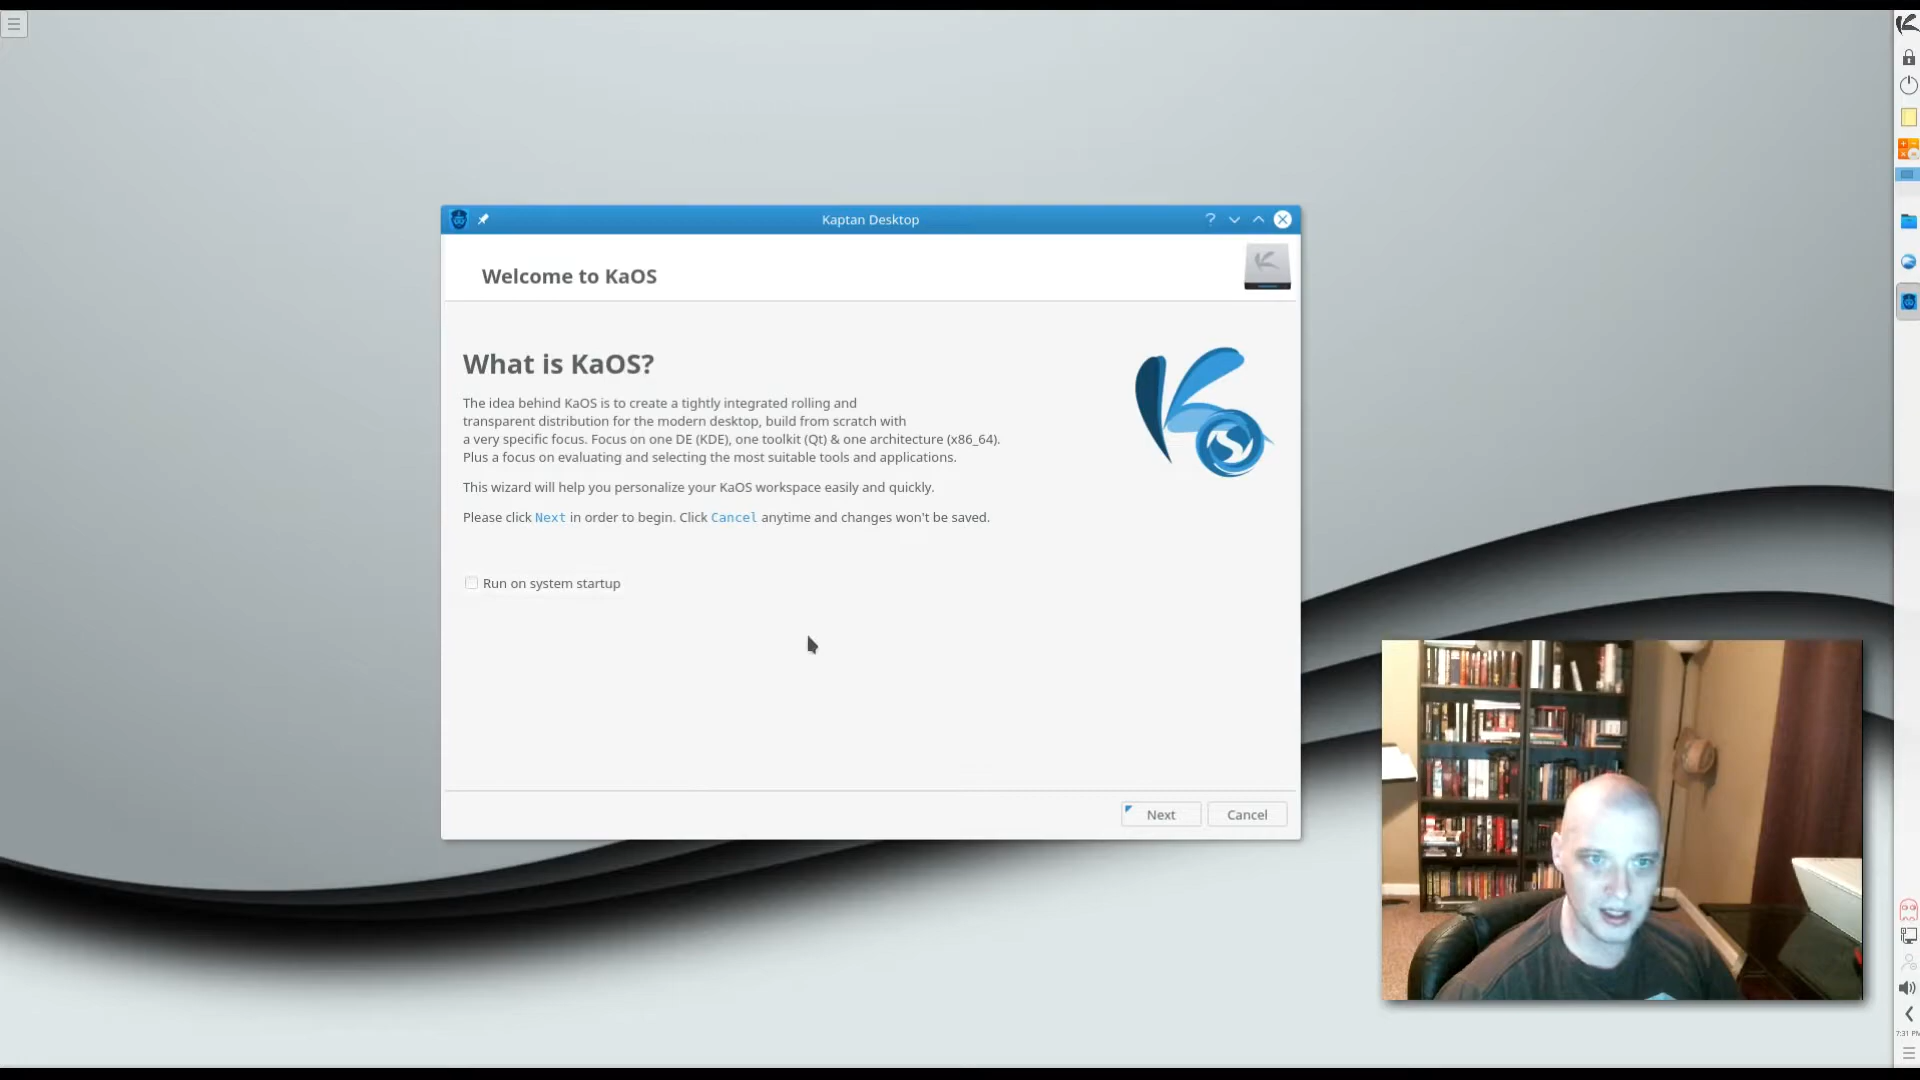 Kaptan Desktop
Welcome to KaOS
What is KaOS?
The idea behind KaOS is to create a tightly integrated rolling and
transparent distribution for the modern desktop, build from scratch with
a very specific focus. Focus on one DE (KDE), one toolkit (Qt) & one architecture (x86_64).
Plus a focus on evaluating and selecting the most suitable tools and applications.
This wizard will help you personalize your KaOS workspace easily and quickly.
Please click Next in order to begin. Click Cancel anytime and changes won't be saved.
Run on system startup
Next
Cancel
7:31 PM